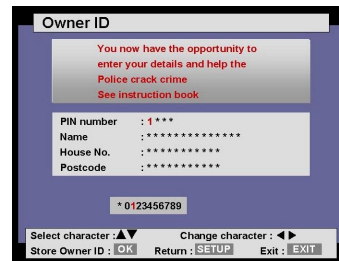 Owner ID
You now have the opportunity to
enter your details and help the
Police crack crime
See instruction book
PIN number : 1 * * *
Name : * * * * * * * * * * * * * *
House No. : * * * * * * * * * * *
Postcode : * * * * * * * * * * *
* 0123456789
Select character : ▲▼ Change character : ◀ ▶
Store Owner ID : OK Return : SETUP Exit : EXIT